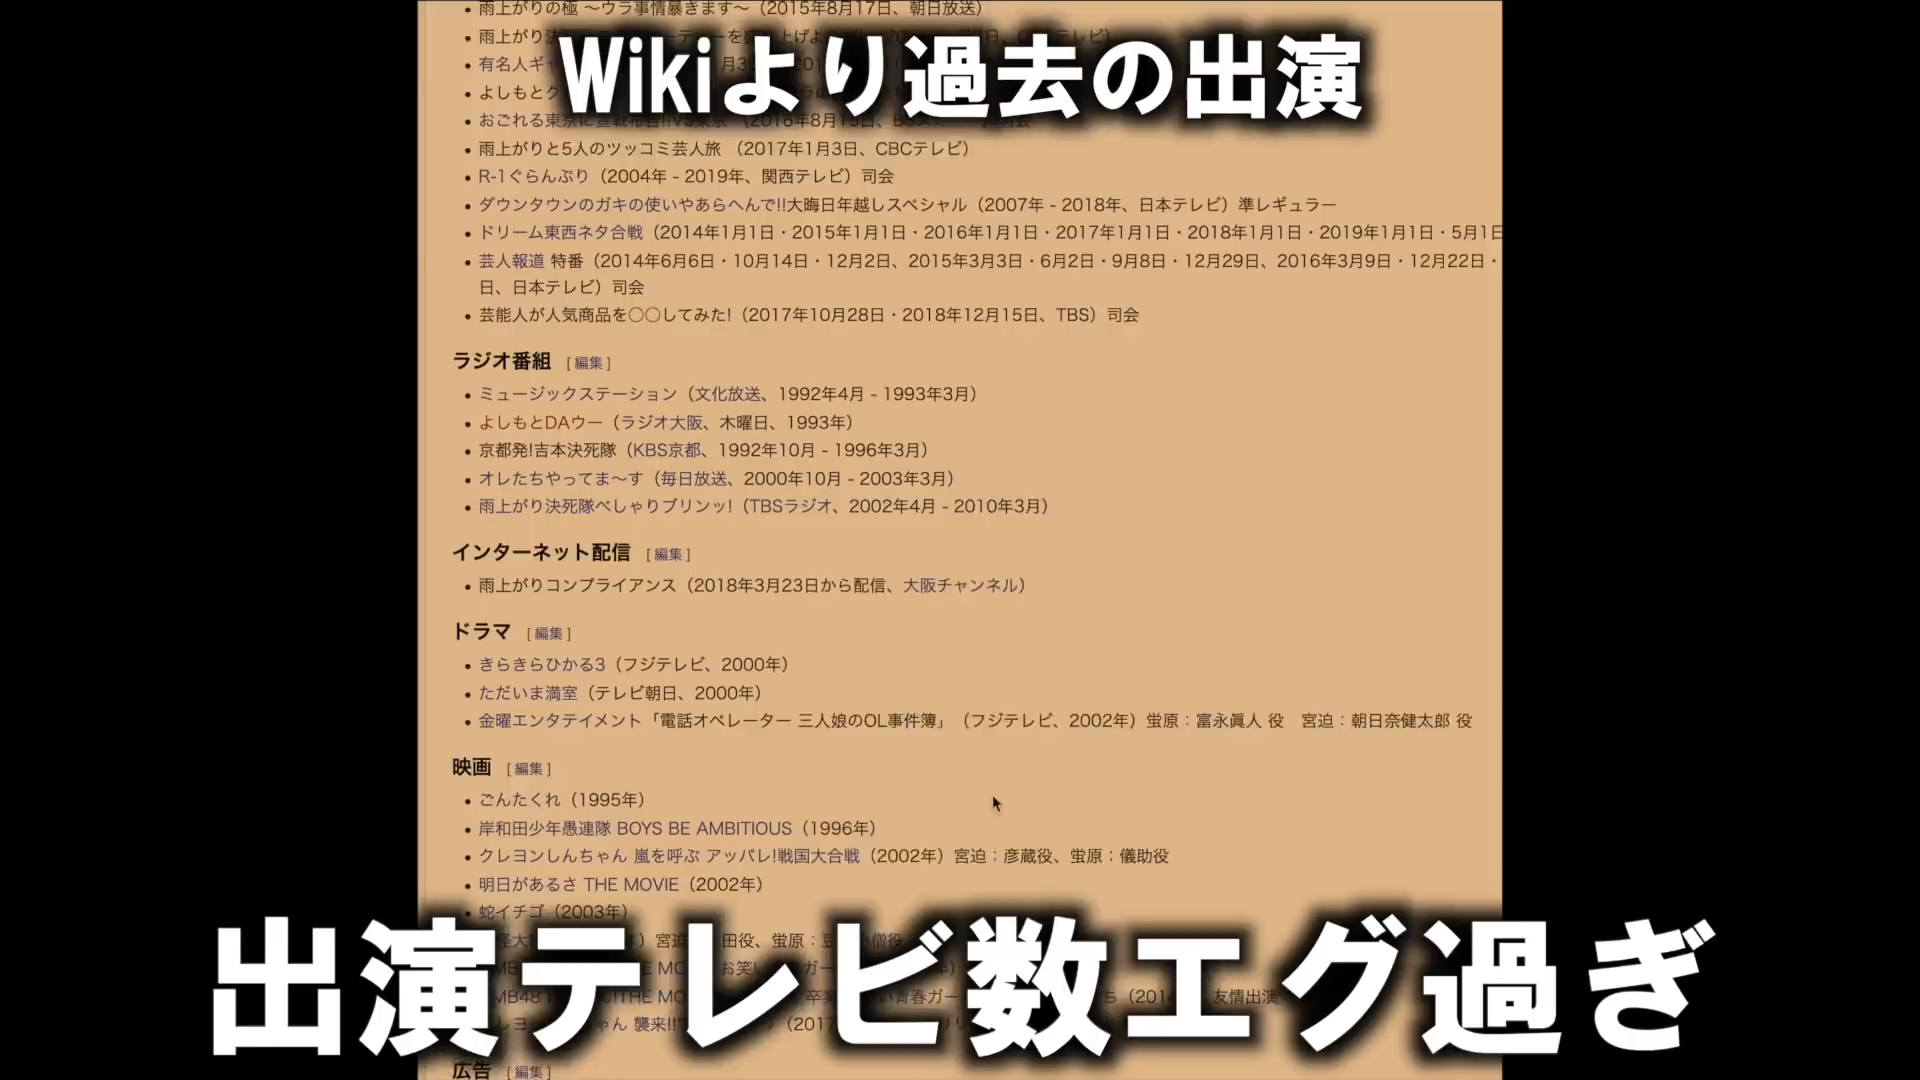 雨上がりの極 〜ウラ事情暴きます〜（2015年8月17日、朝日放送）
Wikiより過去の出演
雨上がり
有名人
よしもと
おごれる東京に
雨上がりと5人のツッコミ芸人旅 （2017年1月3日、CBCテレビ）
R-1ぐらんぷり（2004年 - 2019年、関西テレビ）司会
ダウンタウンのガキの使いやあらへんで!!大晦日年越しスペシャル（2007年 - 2018年、日本テレビ）準レギュラー
ドリーム東西ネタ合戦（2014年1月1日・2015年1月1日・2016年1月1日・2017年1月1日・2018年1月1日・2019年1月1日・5月1日
芸人報道 特番（2014年6月6日・10月14日・12月2日、2015年3月3日・6月2日・9月8日・12月29日、2016年3月9日・12月22日・
日、日本テレビ）司会
芸能人が人気商品を○○してみた!（2017年10月28日・2018年12月15日、TBS）司会
ラジオ番組 [ 編集 ]
ミュージックステーション（文化放送、1992年4月 - 1993年3月）
よしもとDAウー（ラジオ大阪、木曜日、1993年）
京都発!吉本決死隊（KBS京都、1992年10月 - 1996年3月）
オレたちやってま〜す（毎日放送、2000年10月 - 2003年3月）
雨上がり決死隊べしゃりブリンッ!（TBSラジオ、2002年4月 - 2010年3月）
インターネット配信 [ 編集 ]
雨上がりコンプライアンス（2018年3月23日から配信、大阪チャンネル）
ドラマ [ 編集 ]
きらきらひかる3（フジテレビ、2000年）
ただいま満室（テレビ朝日、2000年）
金曜エンタテイメント「電話オペレーター 三人娘のOL事件簿」（フジテレビ、2002年）蛍原：富永眞人 役　宮迫：朝日奈健太郎 役
映画 [ 編集 ]
ごんたくれ（1995年）
岸和田少年愚連隊 BOYS BE AMBITIOUS（1996年）
クレヨンしんちゃん 嵐を呼ぶ アッパレ!戦国大合戦（2002年）宮迫：彦蔵役、蛍原：儀助役
明日があるさ THE MOVIE（2002年）
蛇イチゴ（2003年）
出演テレビ数エグ過ぎ
広告 [ 編集 ]